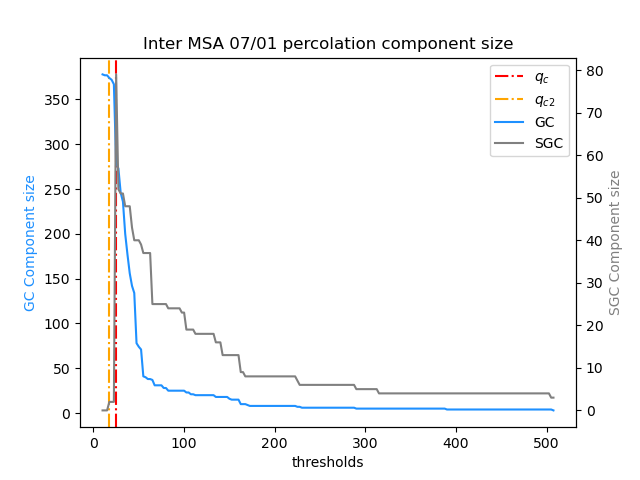 Inter MSA 07/01 percolation component size
GC Component size
350
300
250
200
150
100
50
0
80
70
60
50
40
30
20
10
0
SGC Component size
q_c
q_c2
GC
SGC
0 100 200 300 400 500
thresholds